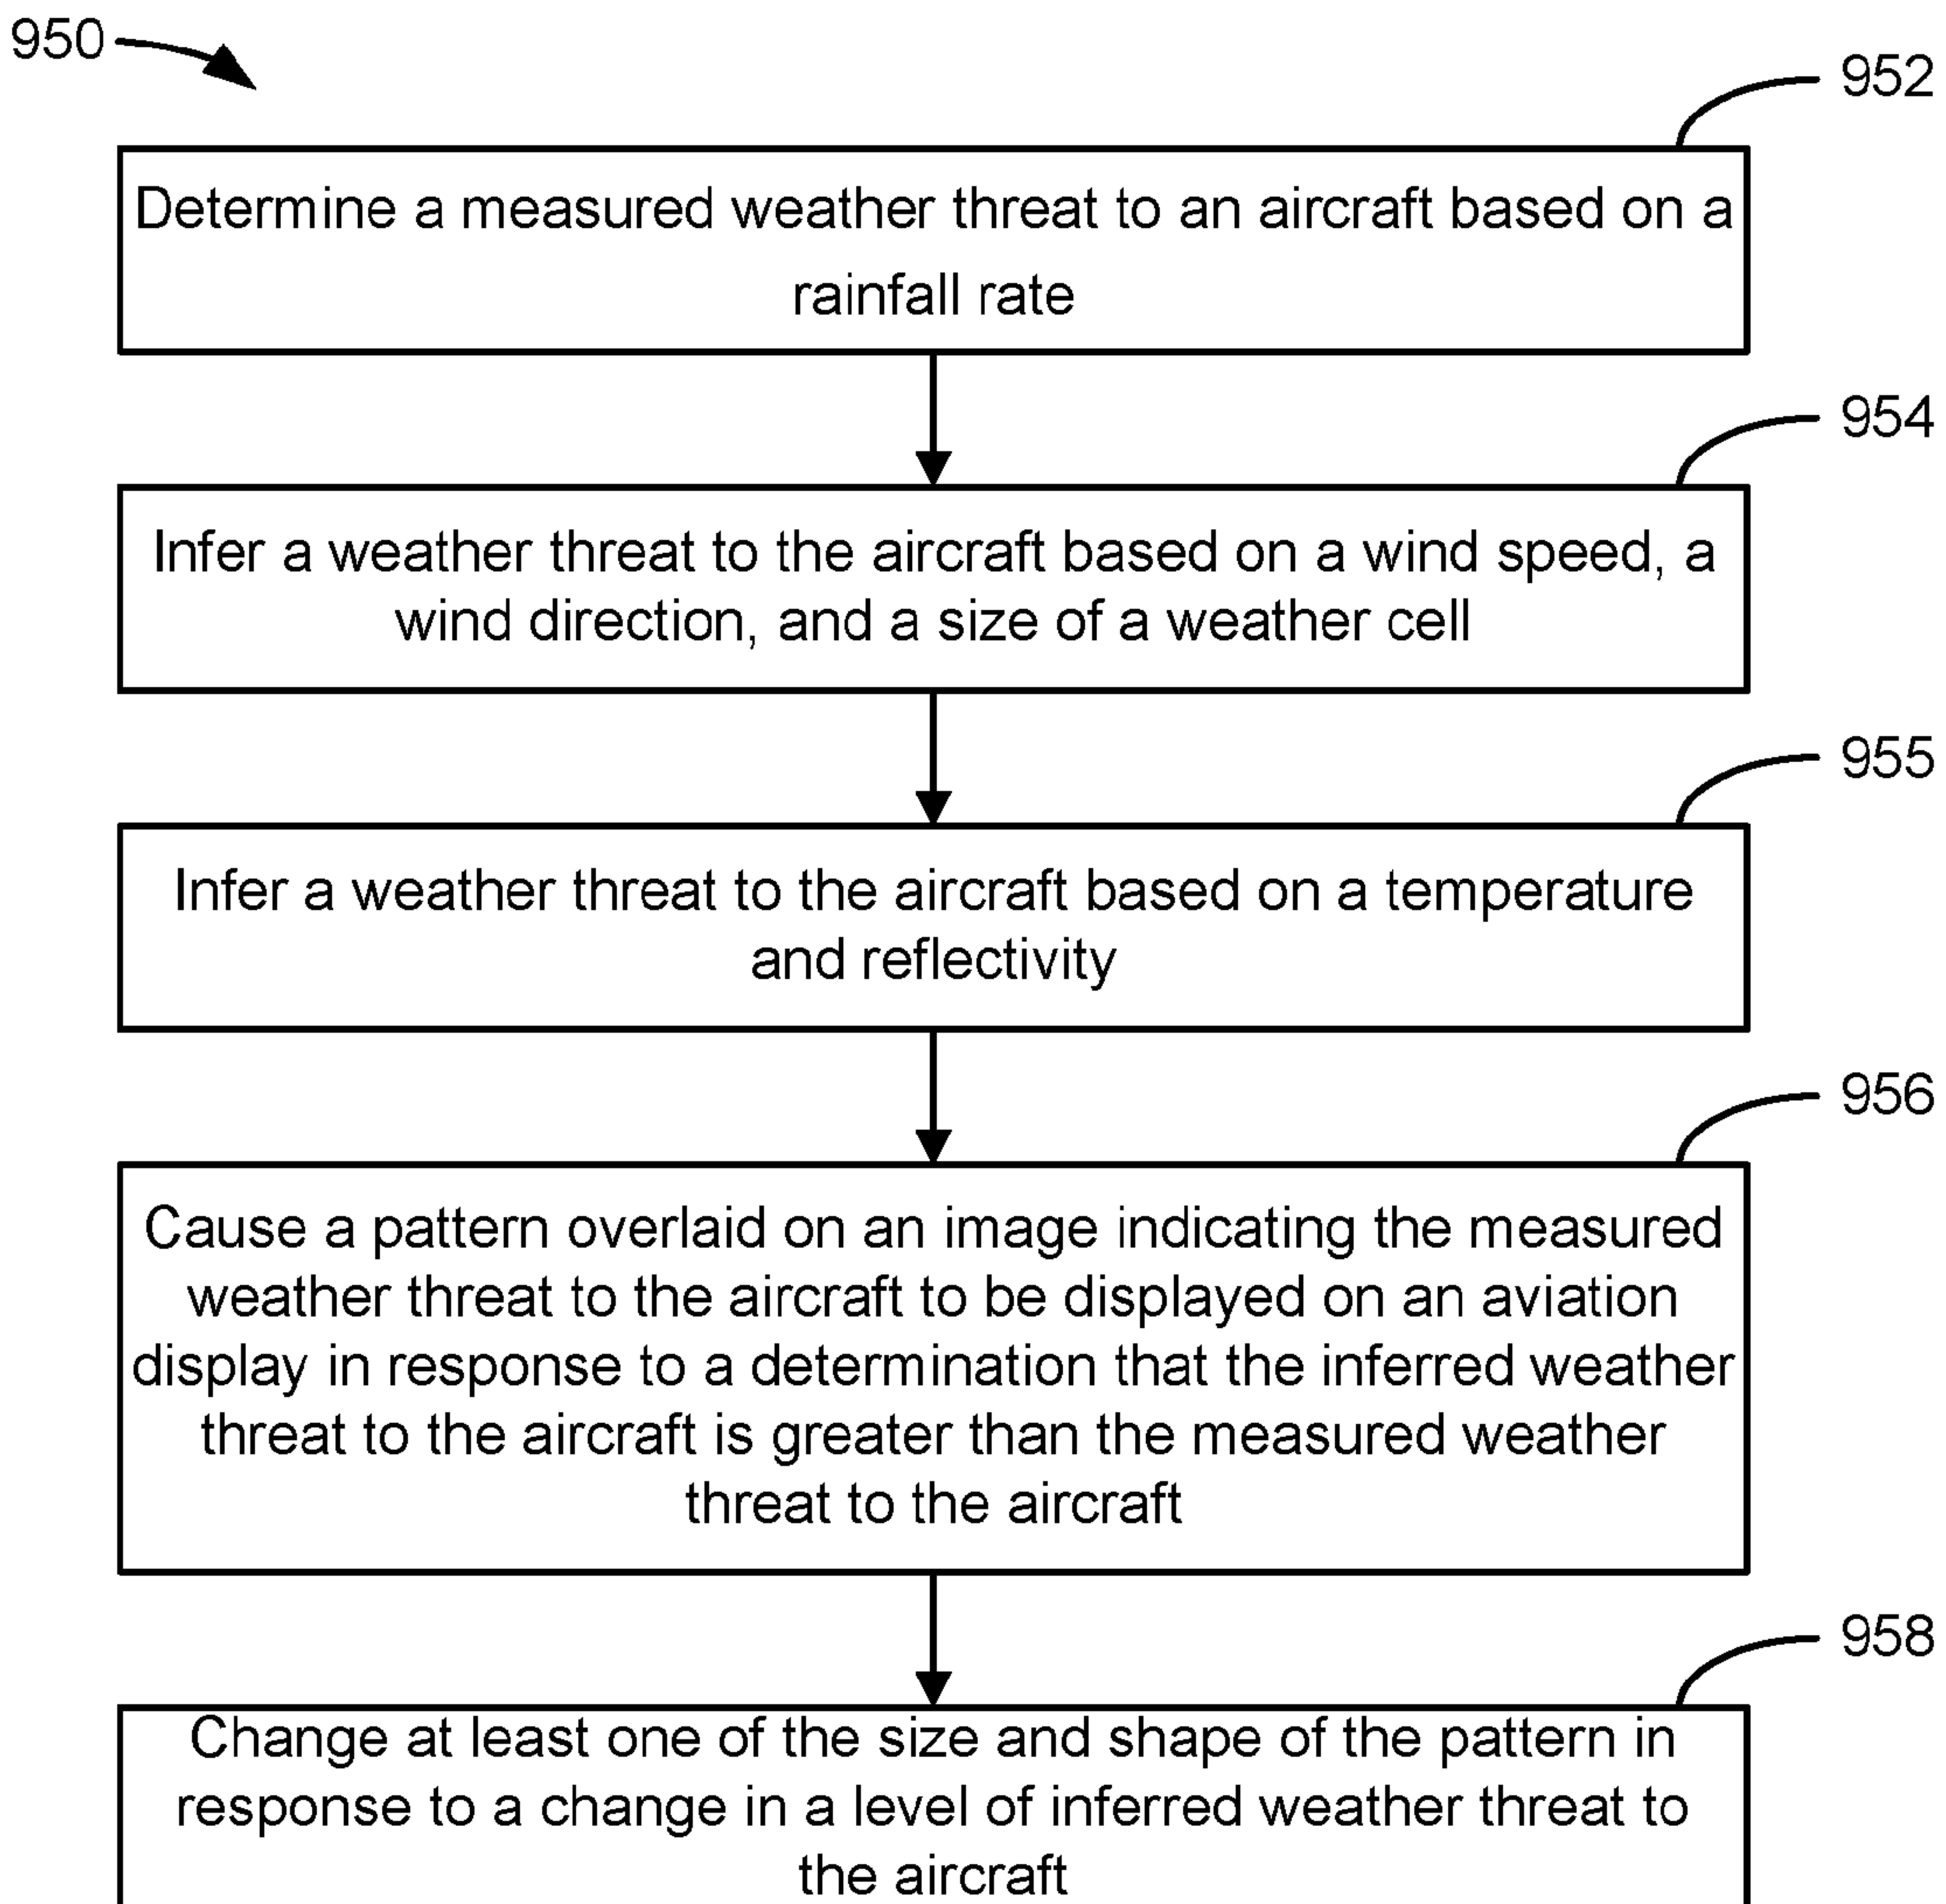 950
952
Determine a measured weather threat to an aircraft based on a
rainfall rate
954
Infer a weather threat to the aircraft based on a wind speed, a
wind direction, and a size of a weather cell
955
Infer a weather threat to the aircraft based on a temperature
and reflectivity
956
Cause a pattern overlaid on an image indicating the measured
weather threat to the aircraft to be displayed on an aviation
display in response to a determination that the inferred weather
threat to the aircraft is greater than the measured weather
threat to the aircraft
958
Change at least one of the size and shape of the pattern in
response to a change in a level of inferred weather threat to
the aircraft